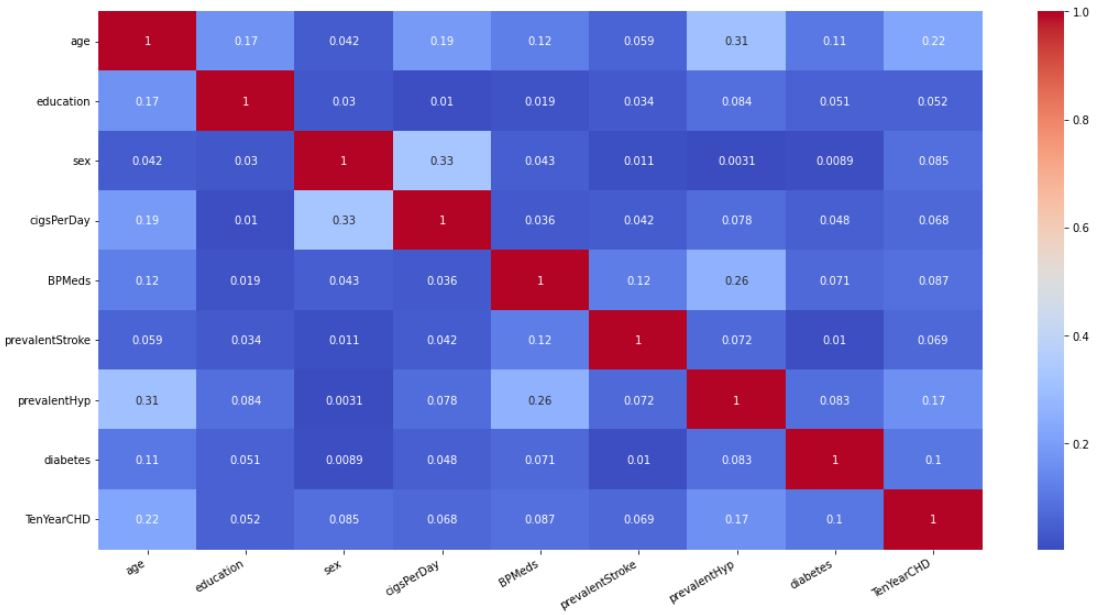 age 1 0.17 0.042 0.19 0.12 0.059 0.31 0.11 0.22
education 0.17 1 0.03 0.01 0.019 0.034 0.084 0.051 0.052
sex 0.042 0.03 1 0.33 0.043 0.011 0.0031 0.0089 0.085
cigsPerDay 0.19 0.01 0.33 1 0.036 0.042 0.078 0.048 0.068
BPMeds 0.12 0.019 0.043 0.036 1 0.12 0.26 0.071 0.087
prevalentStroke 0.059 0.034 0.011 0.042 0.12 1 0.072 0.01 0.069
prevalentHyp 0.31 0.084 0.0031 0.078 0.26 0.072 1 0.083 0.17
diabetes 0.11 0.051 0.0089 0.048 0.071 0.01 0.083 1 0.1
TenYearCHD 0.22 0.052 0.085 0.068 0.087 0.069 0.17 0.1 1
age education sex cigsPerDay BPMeds prevalentStroke prevalentHyp diabetes TenYearCHD
1.0
0.8
0.6
0.4
0.2